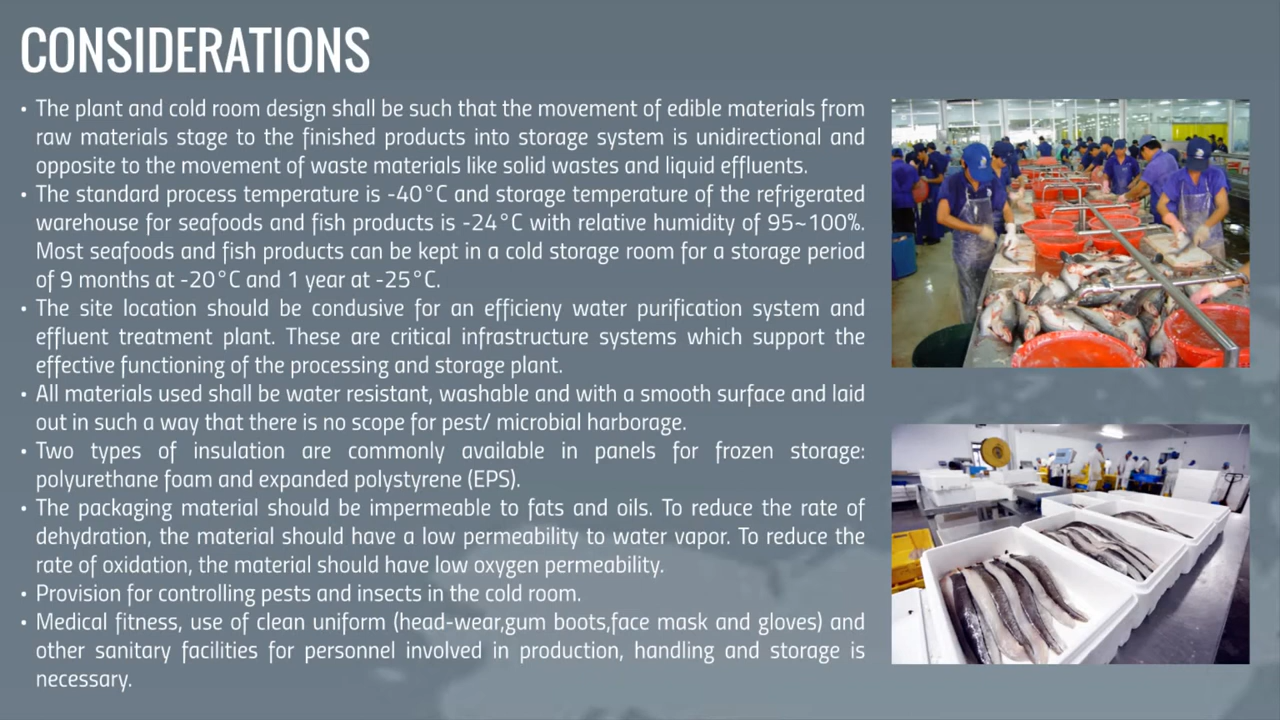 CONSIDERATIONS
• The plant and cold room design shall be such that the movement of edible materials from
raw materials stage to the finished products into storage system is unidirectional and
opposite to the movement of waste materials like solid wastes and liquid effluents.
• The standard process temperature is -40°C and storage temperature of the refrigerated
warehouse for seafoods and fish products is -24°C with relative humidity of 95~100%.
Most seafoods and fish products can be kept in a cold storage room for a storage period
of 9 months at -20°C and 1 year at -25°C.
• The site location should be condusive for an efficieny water purification system and
effluent treatment plant. These are critical infrastructure systems which support the
effective functioning of the processing and storage plant.
• All materials used shall be water resistant, washable and with a smooth surface and laid
out in such a way that there is no scope for pest/ microbial harborage.
• Two types of insulation are commonly available in panels for frozen storage:
polyurethane foam and expanded polystyrene (EPS).
• The packaging material should be impermeable to fats and oils. To reduce the rate of
dehydration, the material should have a low permeability to water vapor. To reduce the
rate of oxidation, the material should have low oxygen permeability.
• Provision for controlling pests and insects in the cold room.
• Medical fitness, use of clean uniform (head-wear,gum boots,face mask and gloves) and
other sanitary facilities for personnel involved in production, handling and storage is
necessary.